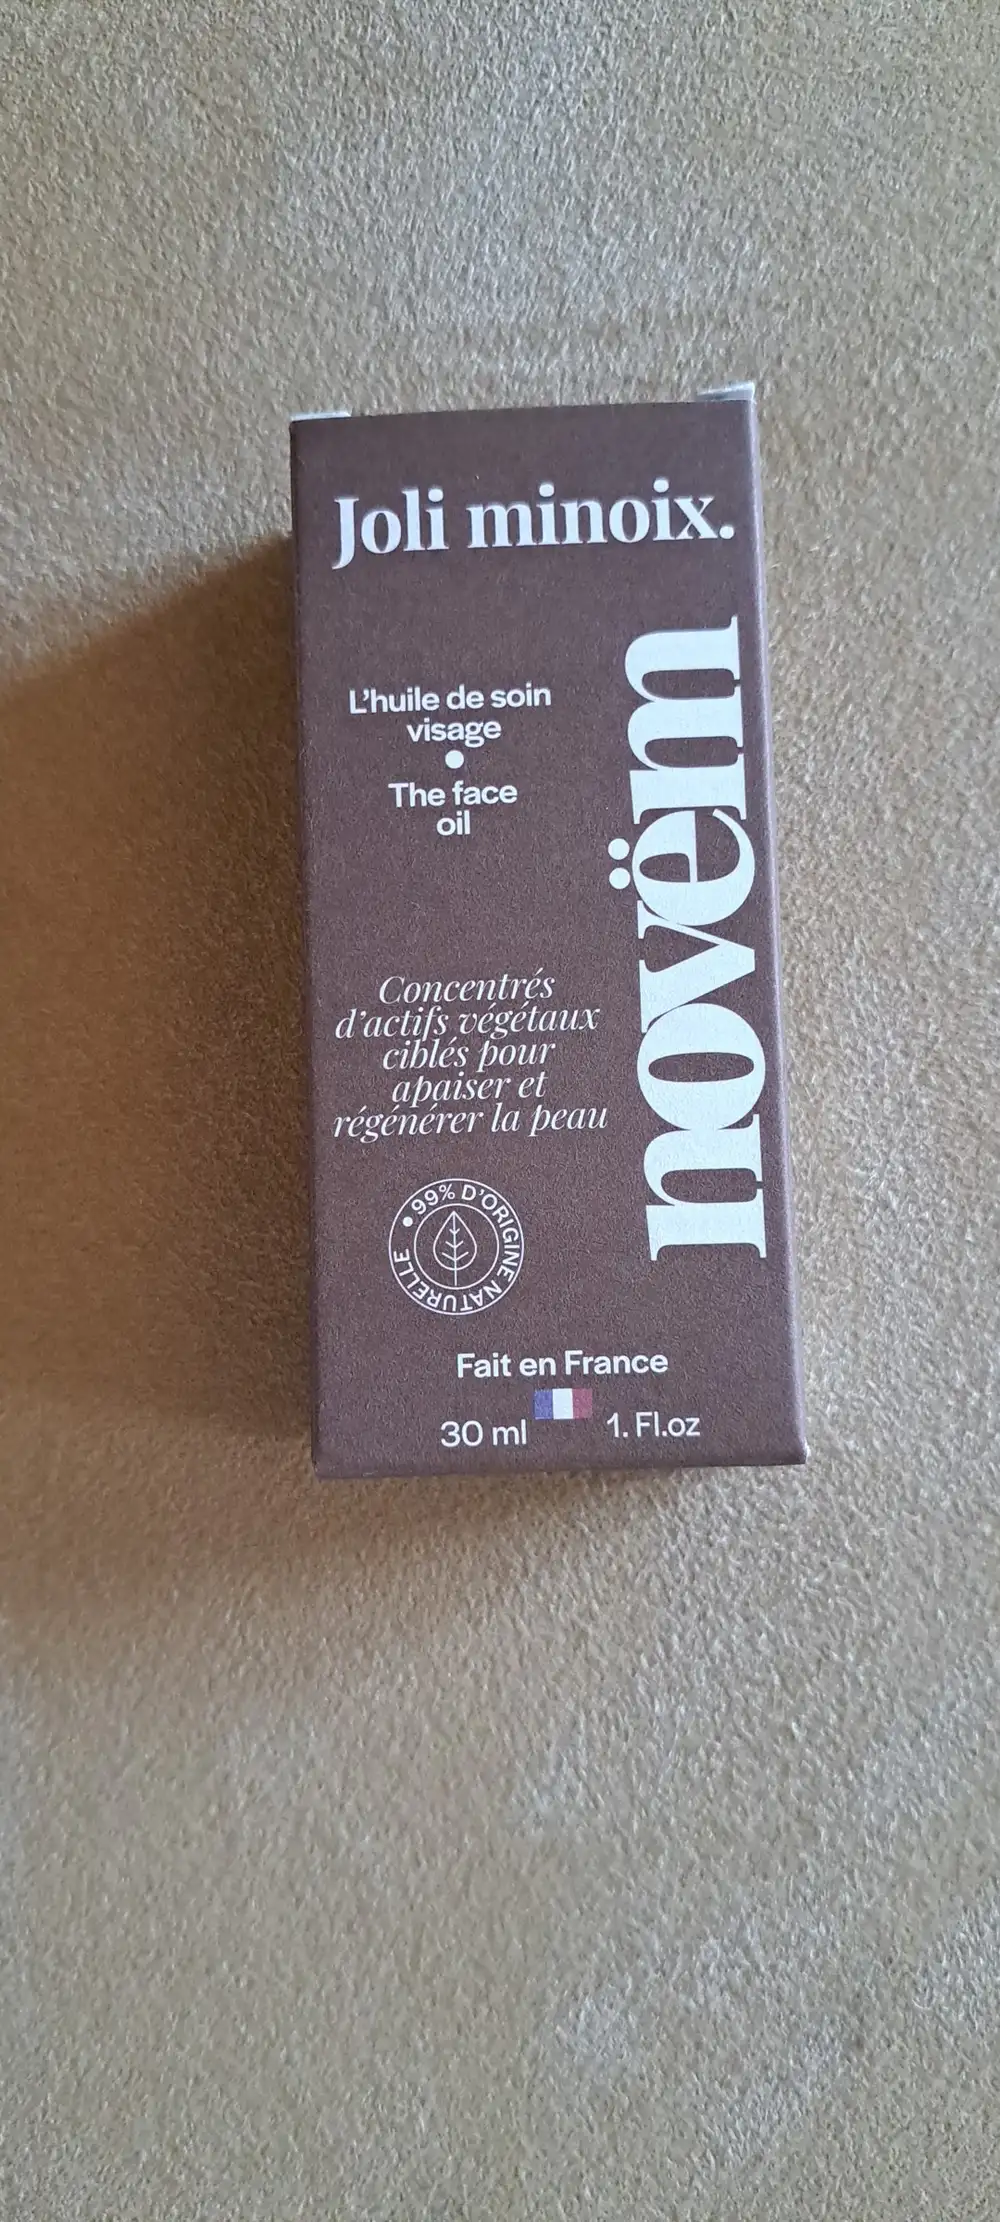 Joli minoix.
novëm
L'huile de soin
visage
The face
oil
Concentrés
d'actifs végétaux
ciblés pour
apaiser et
régénérer la peau
99% D'ORIGINE NATURELLE
Fait en France
30 ml 1. Fl.oz